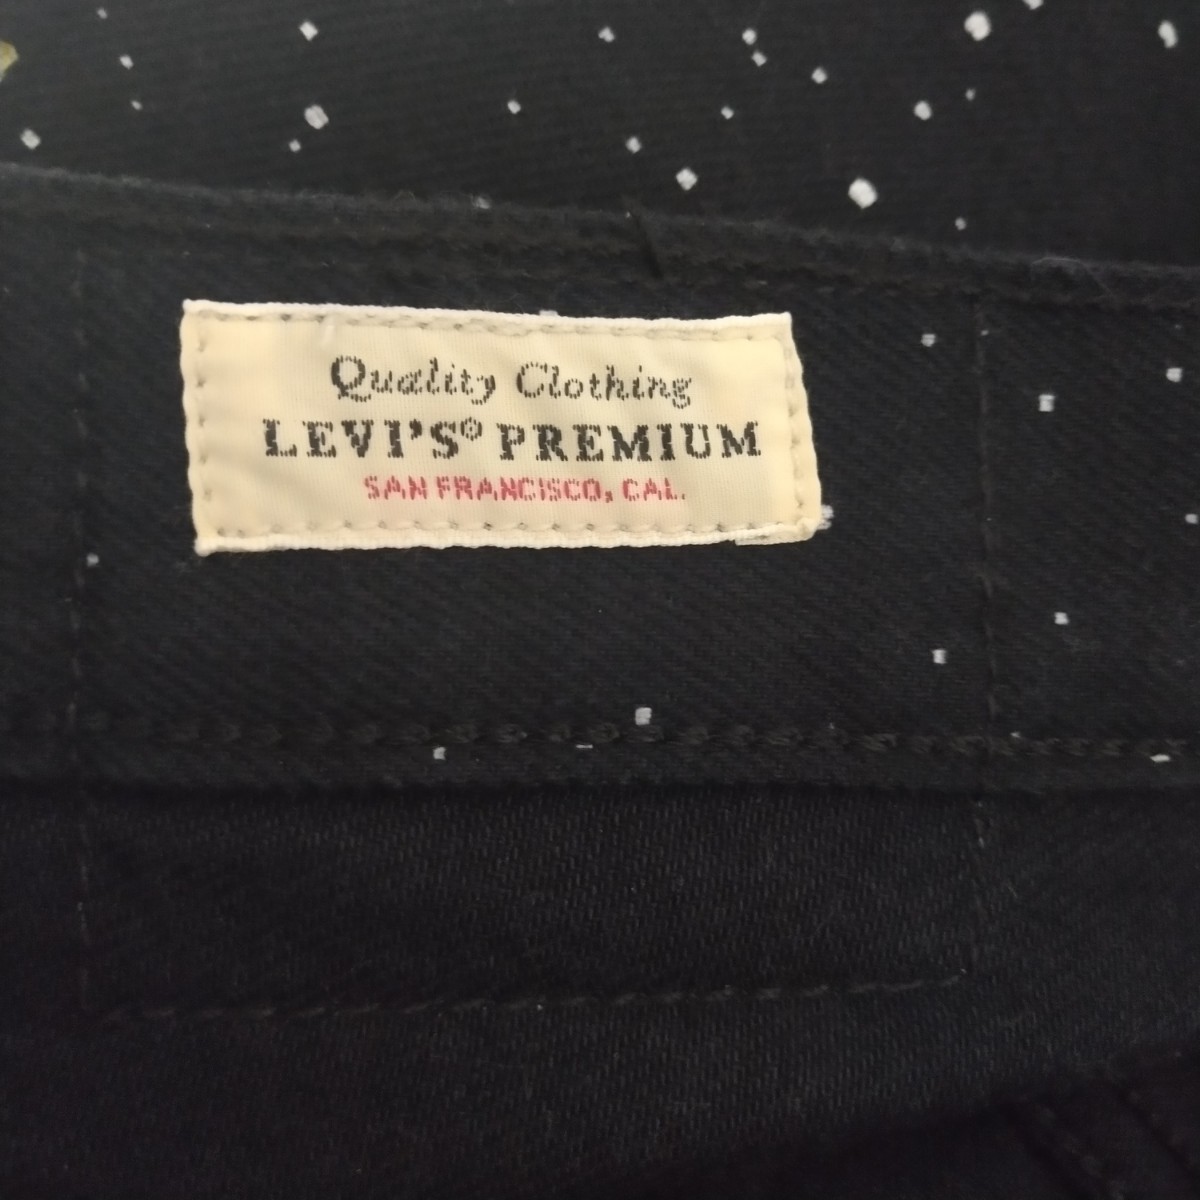 Quality Clothing
LEVI'S® PREMIUM
SAN FRANCISCO, CAL.